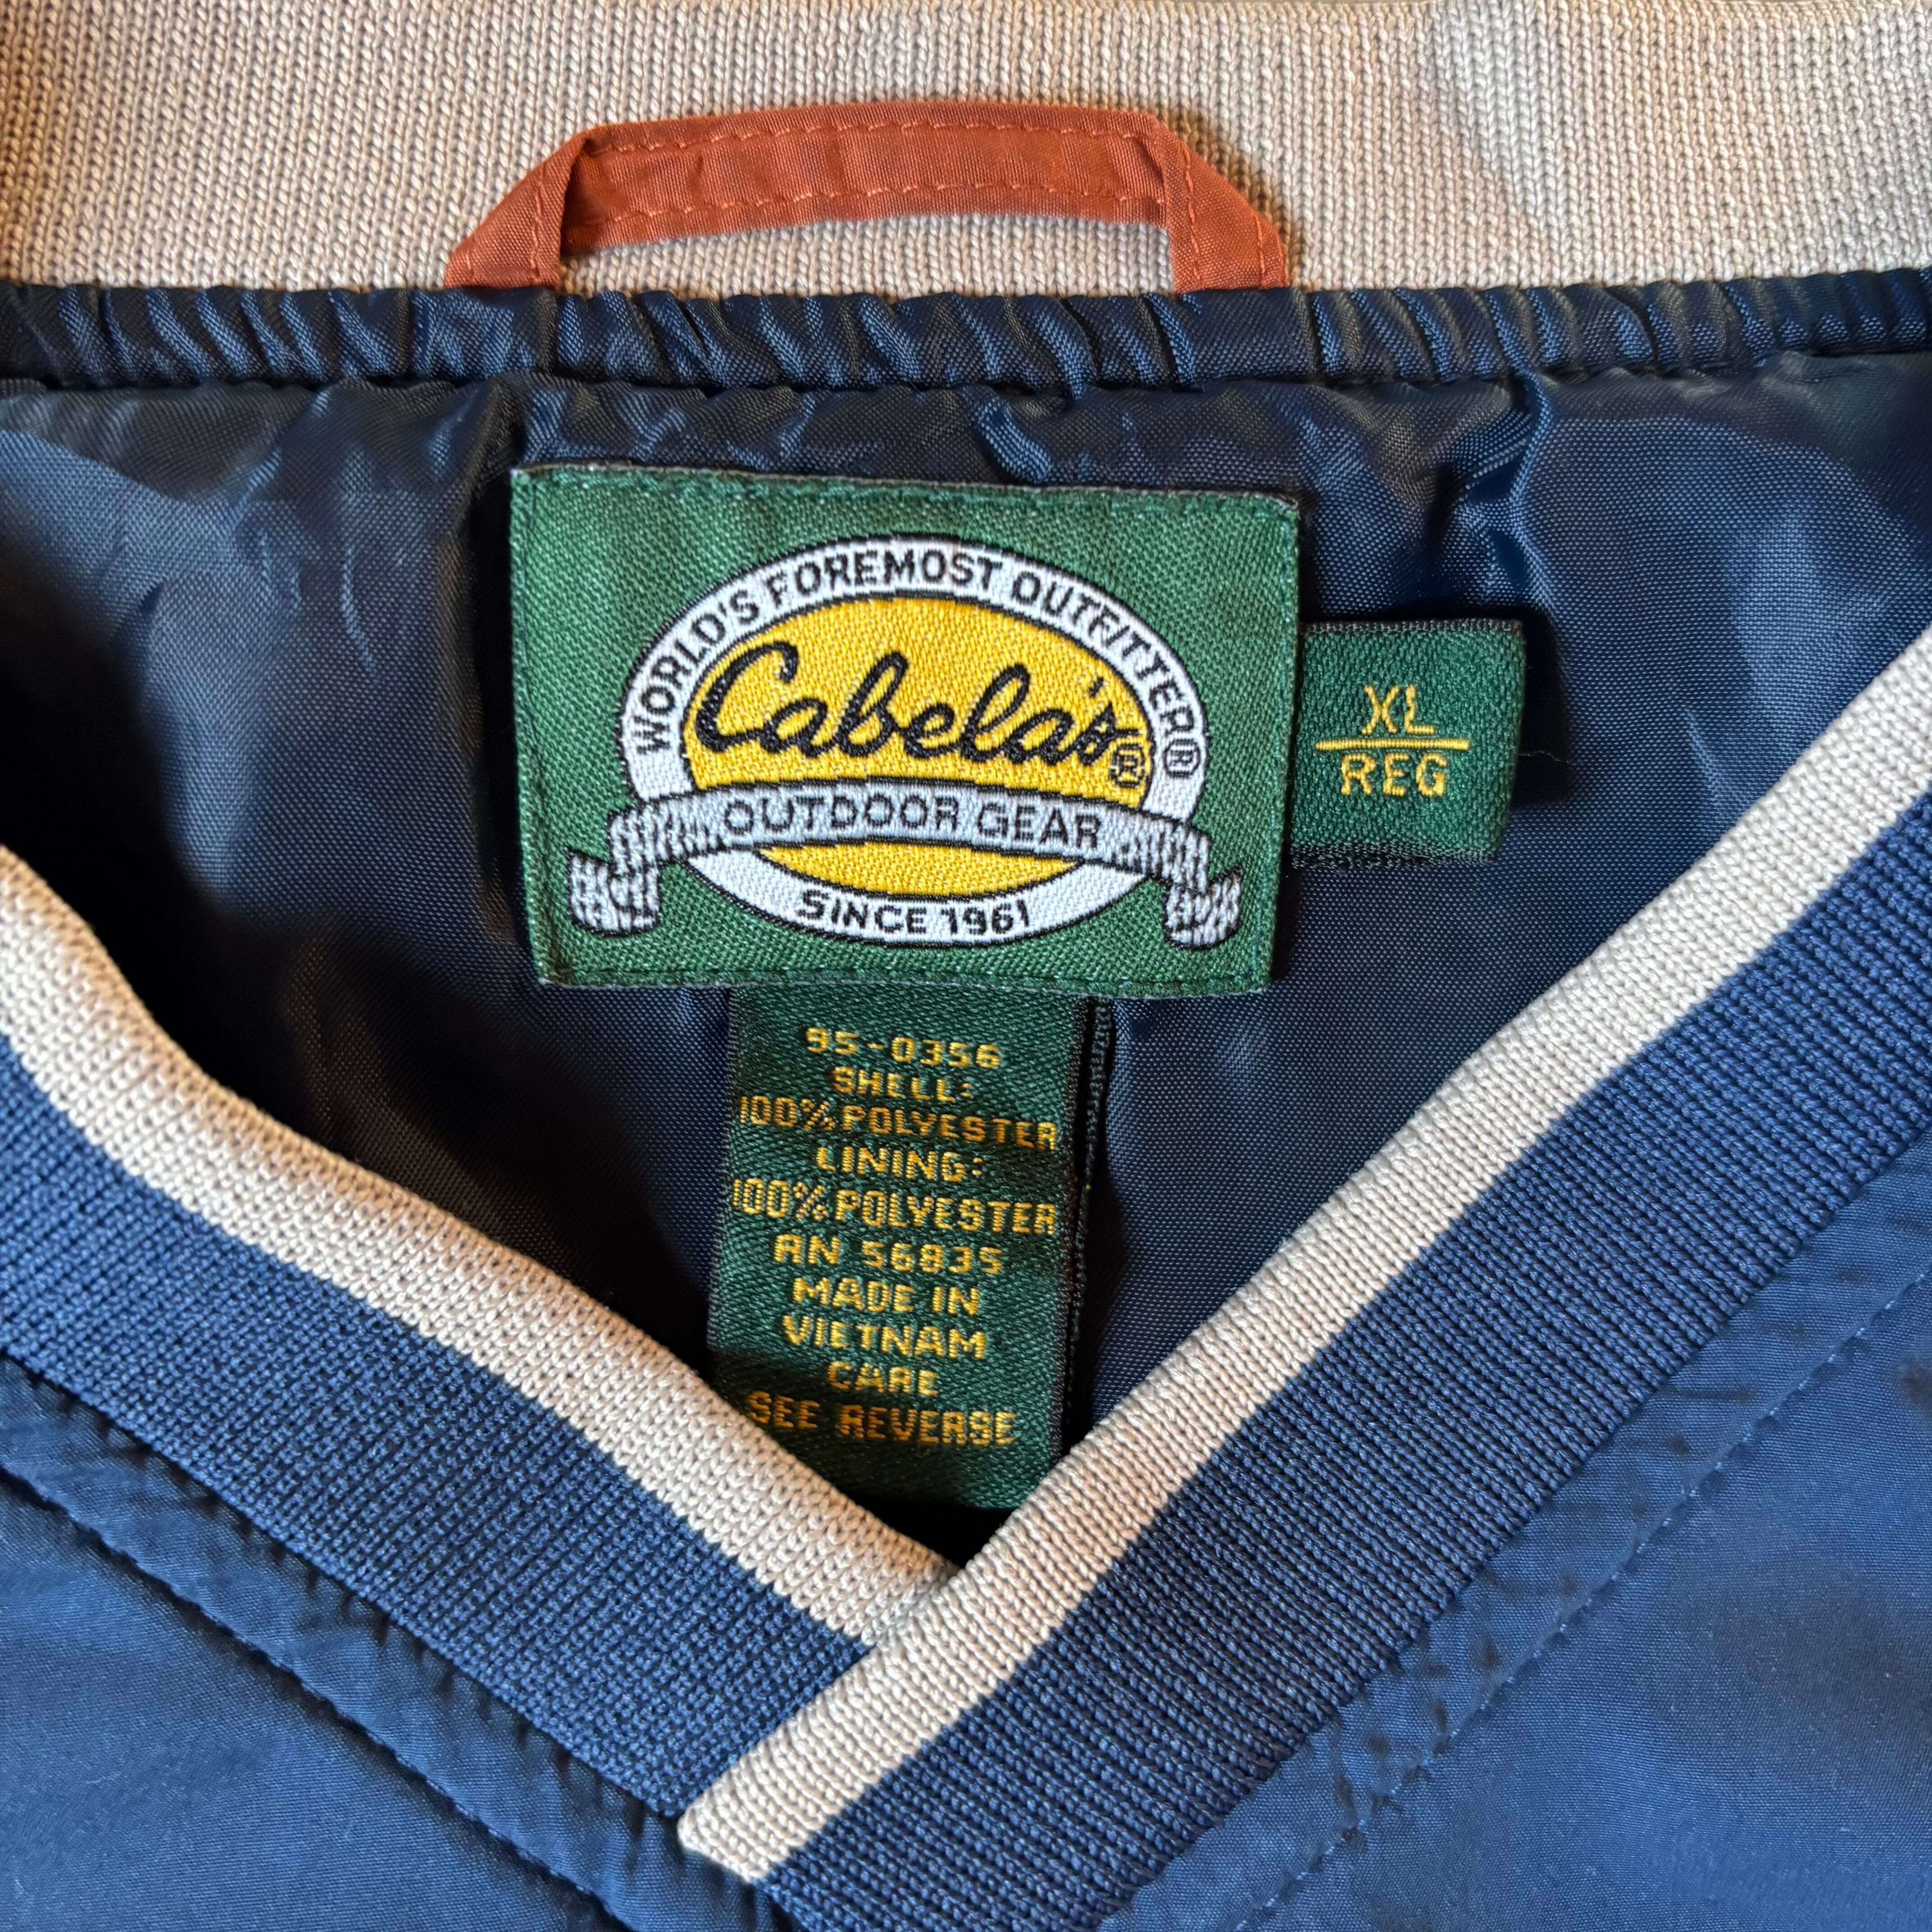 WORLD'S FOREMOST OUTFITTER®
Cabela's®
OUTDOOR GEAR
SINCE 1961
XL
REG
95-0356
SHELL:
100% POLYESTER
LINING:
100% POLYESTER
RN 56835
MADE IN
VIETNAM
CARE
SEE REVERSE